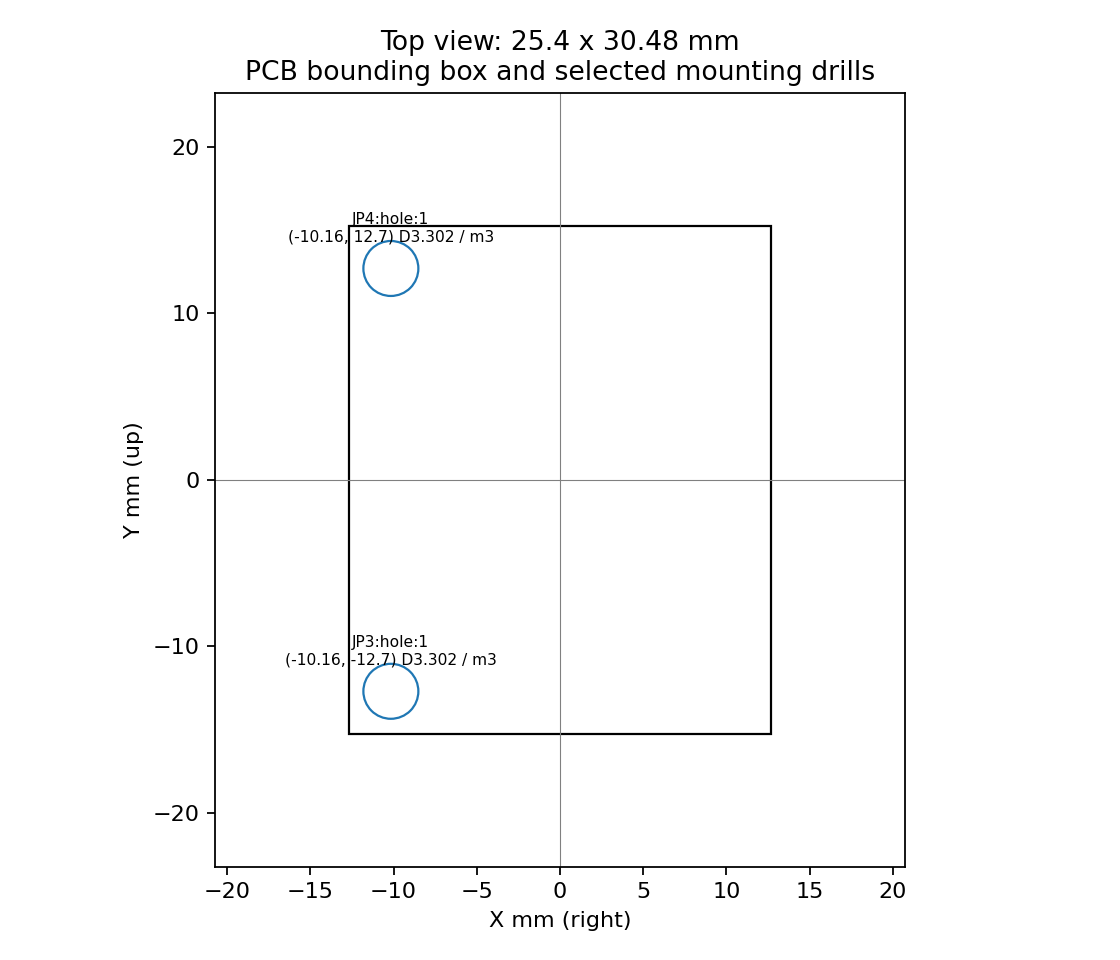 Top view: 25.4 x 30.48 mm
PCB bounding box and selected mounting drills
20
10
0
−10
−20
Y mm (up)
JP4:hole:1
(-10.16, 12.7) D3.302 / m3
JP3:hole:1
(-10.16, -12.7) D3.302 / m3
−20 −15 −10 −5 0 5 10 15 20
X mm (right)